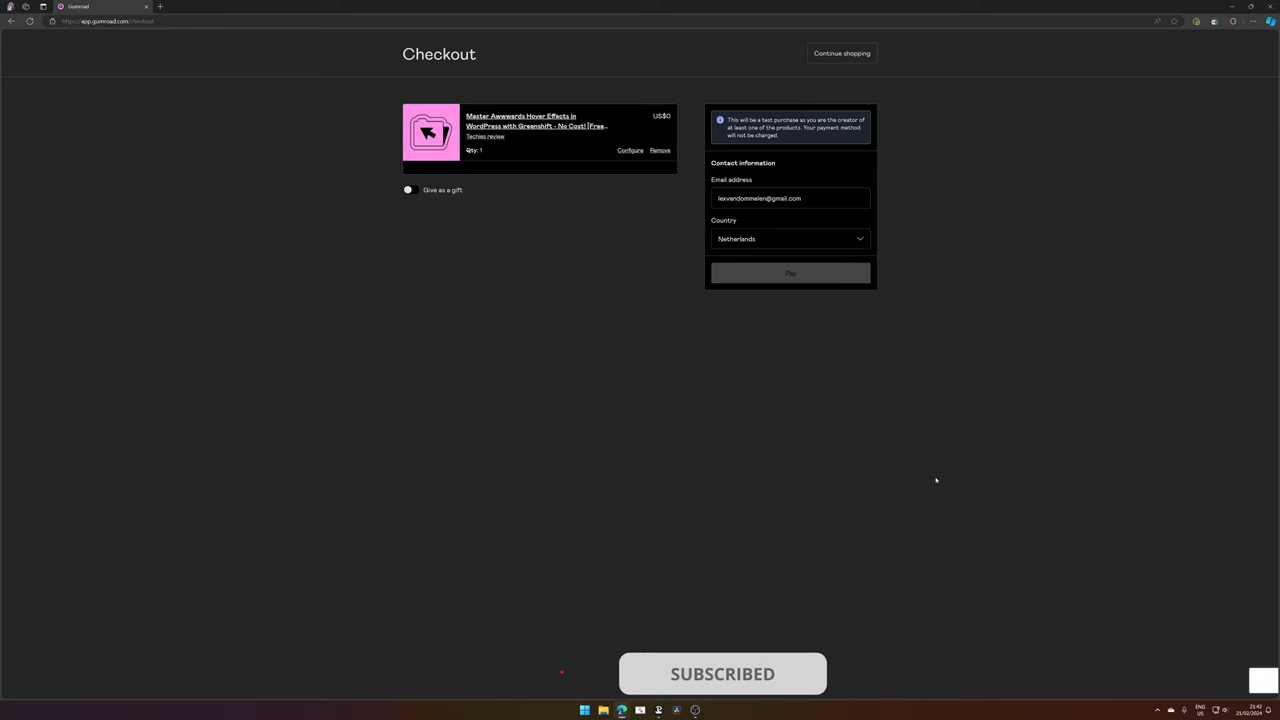 Gumroad
https://app.gumroad.com/checkout
Checkout
Continue shopping
Master Awwwards Hover Effects in
WordPress with Greenshift - No Cost! [Free...
US$0
Techies review
Qty: 1
Configure
Remove
Give as a gift
This will be a test purchase as you are the creator of
at least one of the products. Your payment method
will not be charged.
Contact information
Email address
lexvandommelen@gmail.com
Country
Netherlands
Pay
SUBSCRIBED
ENG
US
21:42
21/02/2024